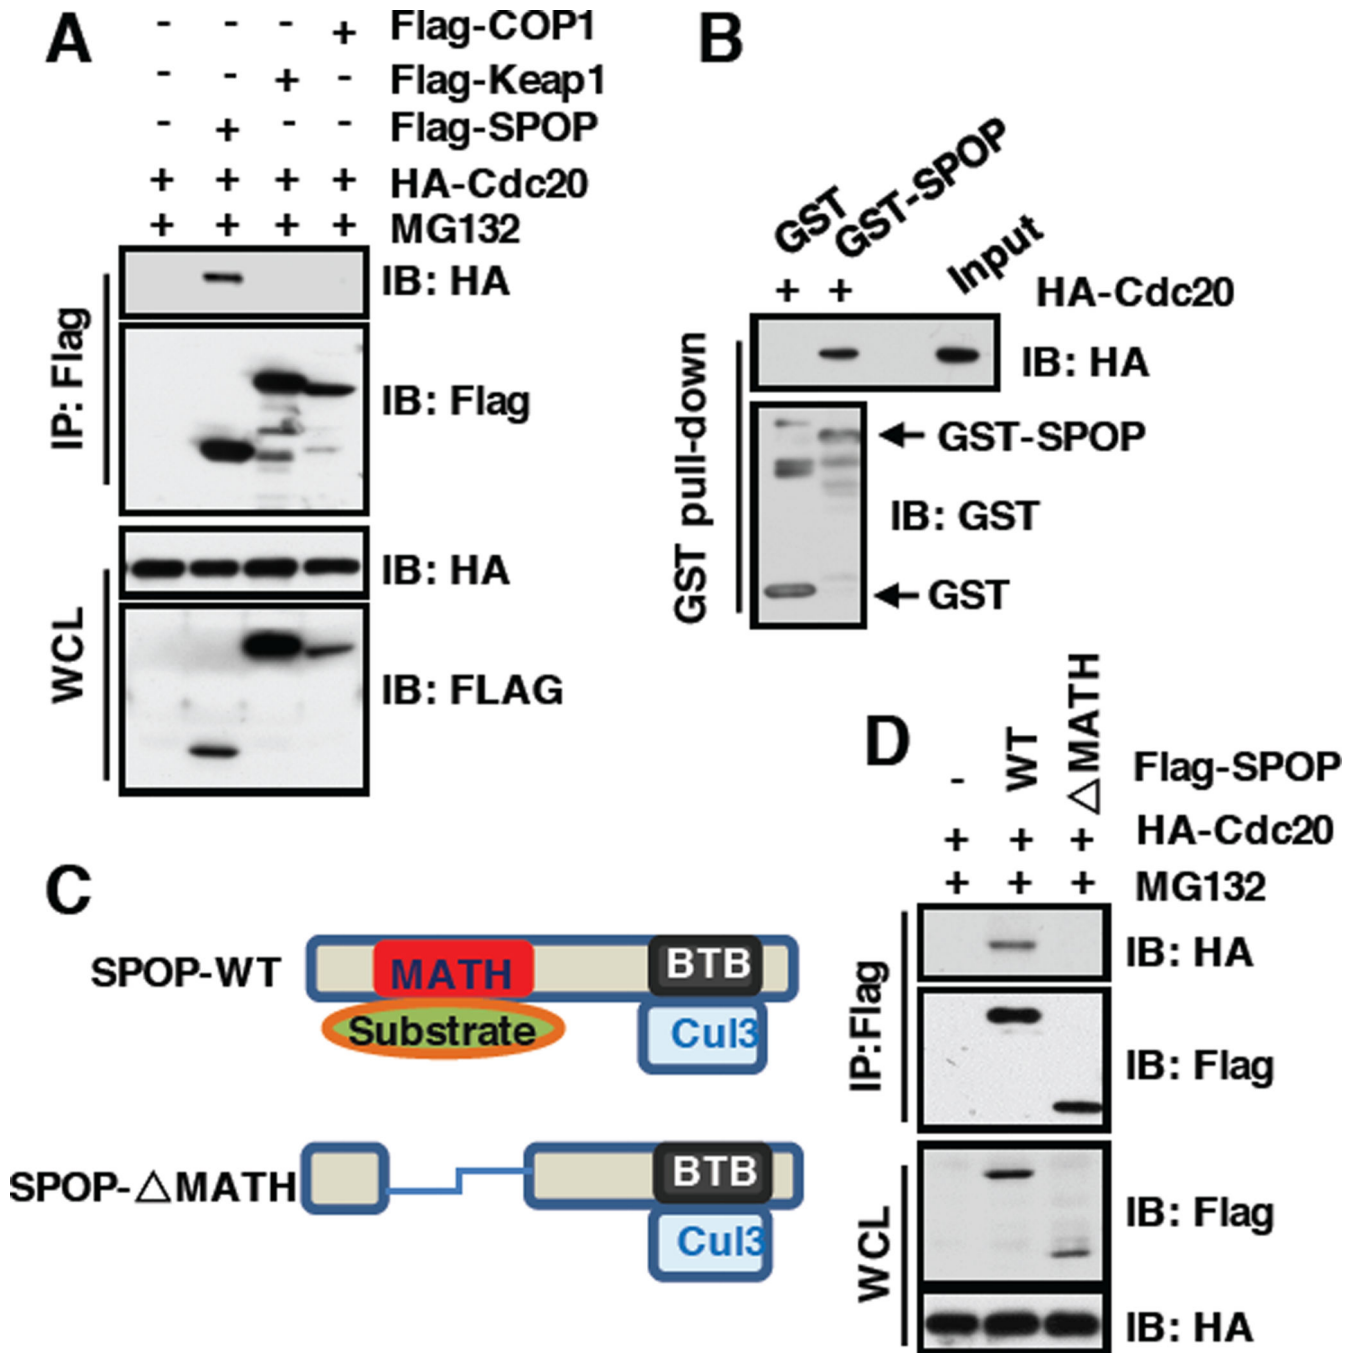 A
- - - + Flag-COP1
- - + - Flag-Keap1
- + - - Flag-SPOP
+ + + + HA-Cdc20
+ + + + MG132
IP: Flag
IB: HA
IB: Flag
WCL
IB: HA
IB: FLAG
B
GST
GST-SPOP
Input
+ + HA-Cdc20
GST pull-down
IB: HA
GST-SPOP
IB: GST
GST
C
SPOP-WT
MATH
BTB
Substrate
Cul3
SPOP-△MATH
BTB
Cul3
D
- WT △MATH Flag-SPOP
+ + + HA-Cdc20
+ + + MG132
IP:Flag
IB: HA
IB: Flag
WCL
IB: Flag
IB: HA